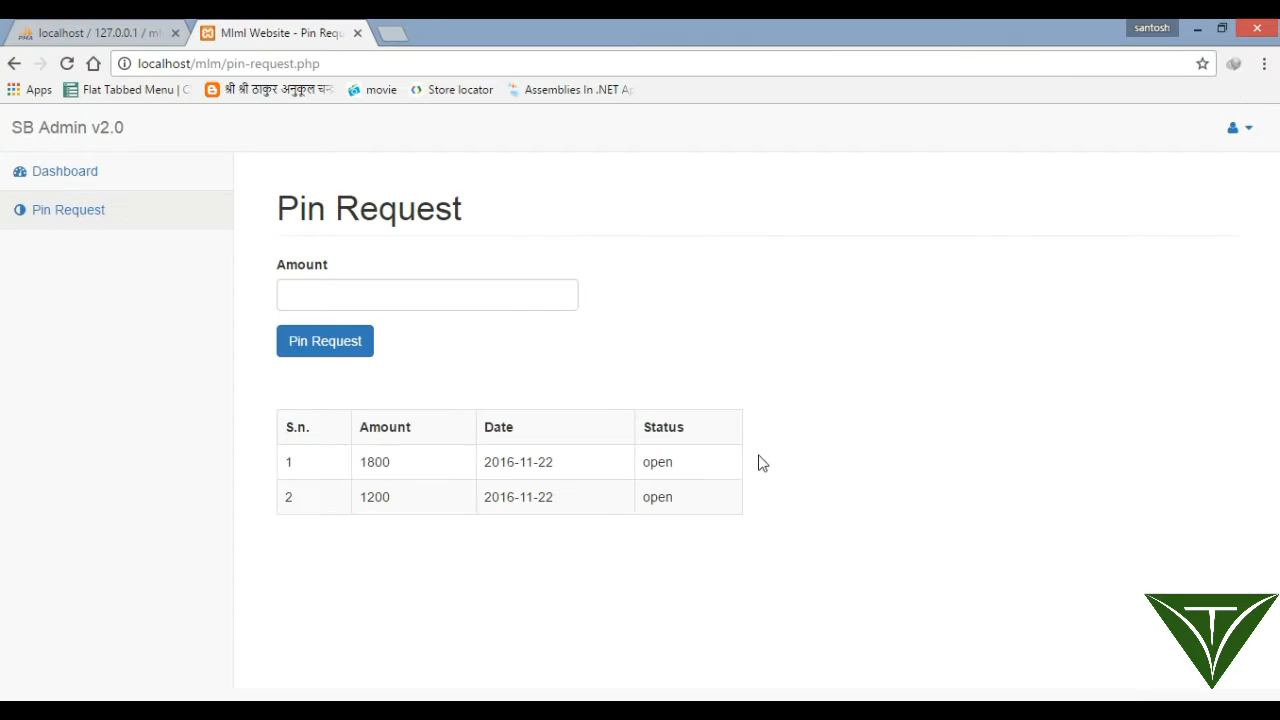 localhost / 127.0.0.1 / ml
Mlml Website - Pin Requ
santosh
localhost/mlm/pin-request.php
Apps
Flat Tabbed Menu | C
श्री श्री ठाकुर अनुकूल चन्
movie
Store locator
Assemblies In .NET Ap
SB Admin v2.0
Dashboard
Pin Request
Pin Request
Amount
Pin Request
S.n. Amount Date Status
1 1800 2016-11-22 open
2 1200 2016-11-22 open